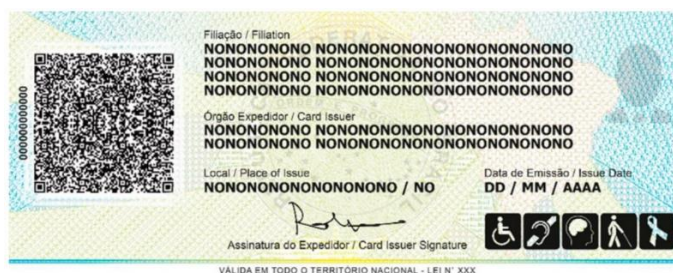 Filiação / Filiation
NONONONONO NONONONONONONONONONONONO
NONONONONO NONONONONONONONONONONONO
NONONONONO NONONONONONONONONONONONO
NONONONONO NONONONONONONONONONONONO
Órgão Expedidor / Card Issuer
NONONONONO NONONONONONONONONONONONO
NONONONONO NONONONONONONONONONONONO
Local / Place of Issue
NONONONONONONONONO / NO
Data de Emissão / Issue Date
DD / MM / AAAA
Assinatura do Expedidor / Card Issuer Signature
VÁLIDA EM TODO O TERRITÓRIO NACIONAL - LEI N° XXX